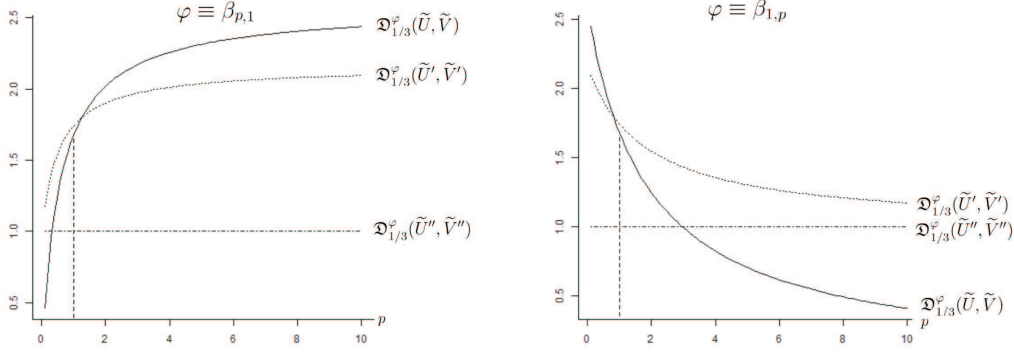 φ ≡ β_{p,1}
2.5
2.0
1.5
1.0
0.5
0 2 4 6 8 10
p
𝔇^φ_{1/3}(Ũ, Ṽ)
𝔇^φ_{1/3}(Ũ′, Ṽ′)
𝔇^φ_{1/3}(Ũ″, Ṽ″)
φ ≡ β_{1,p}
2.5
2.0
1.5
1.0
0.5
0 2 4 6 8 10
p
𝔇^φ_{1/3}(Ũ′, Ṽ′)
𝔇^φ_{1/3}(Ũ″, Ṽ″)
𝔇^φ_{1/3}(Ũ, Ṽ)